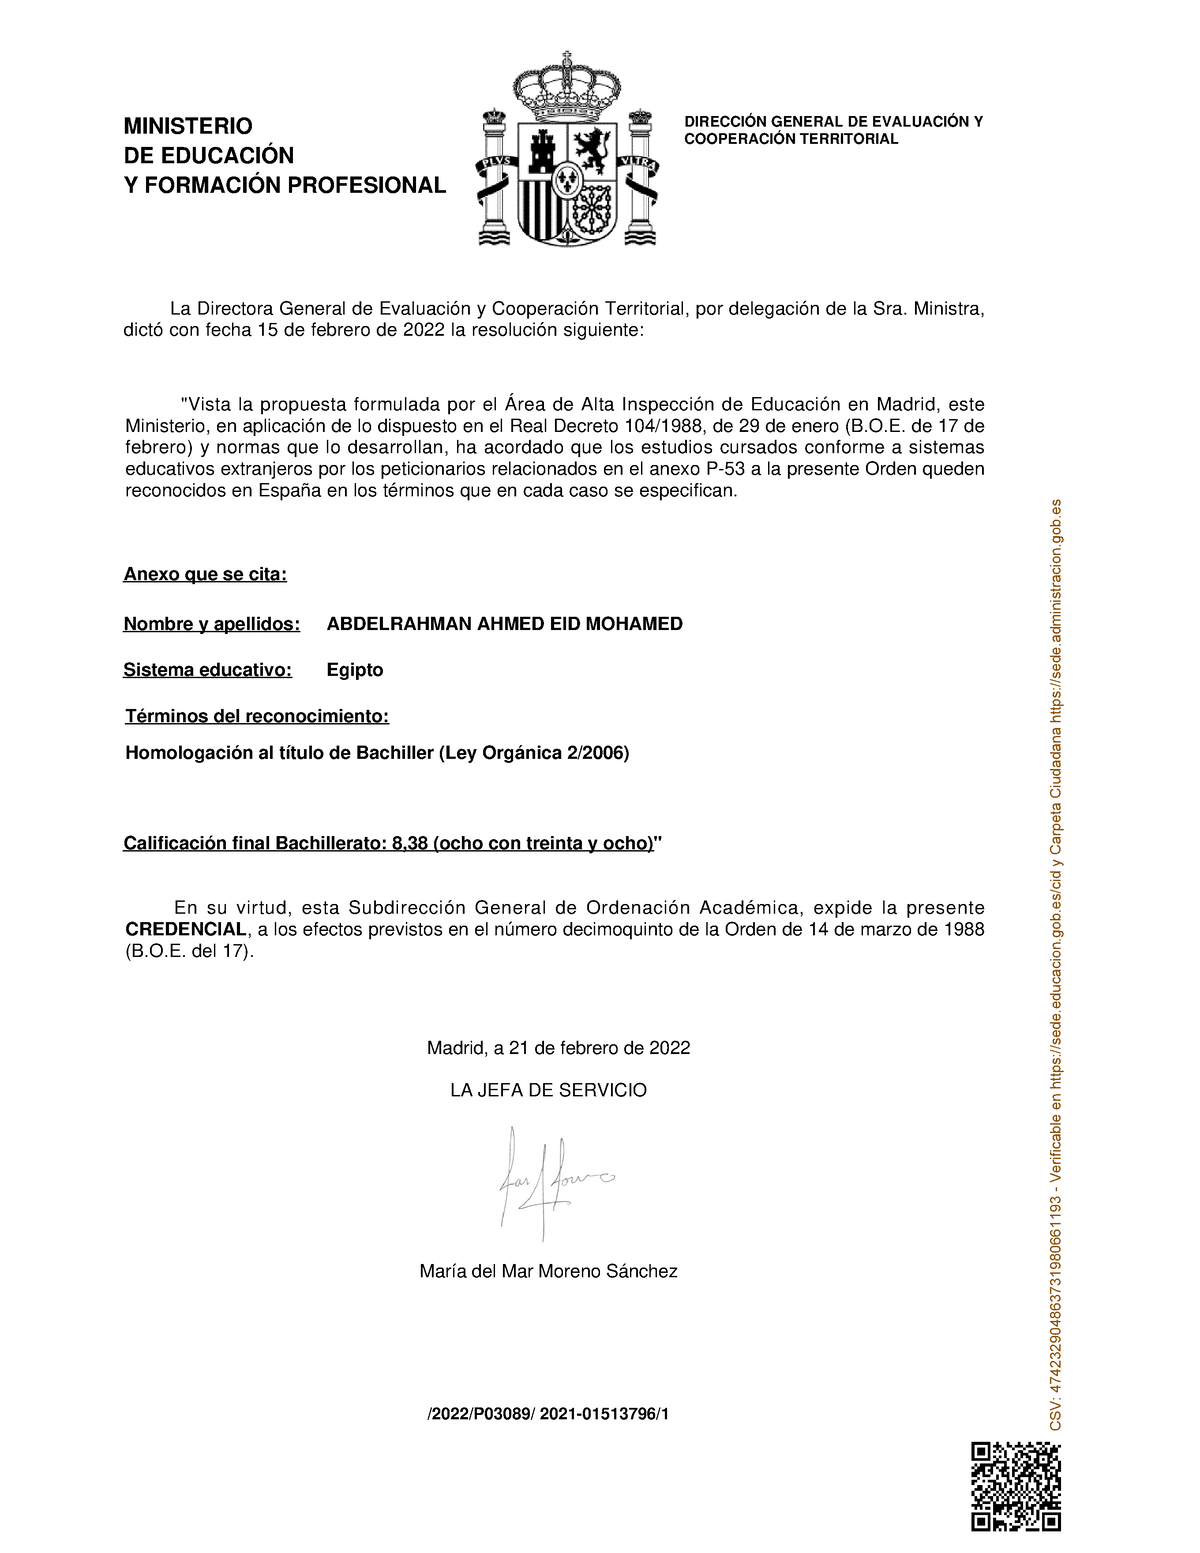 MINISTERIO
DE EDUCACIÓN
Y FORMACIÓN PROFESIONAL
PLVS VLTRA
DIRECCIÓN GENERAL DE EVALUACIÓN Y
COOPERACIÓN TERRITORIAL
La Directora General de Evaluación y Cooperación Territorial, por delegación de la Sra. Ministra,
dictó con fecha 15 de febrero de 2022 la resolución siguiente:
"Vista la propuesta formulada por el Área de Alta Inspección de Educación en Madrid, este
Ministerio, en aplicación de lo dispuesto en el Real Decreto 104/1988, de 29 de enero (B.O.E. de 17 de
febrero) y normas que lo desarrollan, ha acordado que los estudios cursados conforme a sistemas
educativos extranjeros por los peticionarios relacionados en el anexo P-53 a la presente Orden queden
reconocidos en España en los términos que en cada caso se especifican.
Anexo que se cita:
Nombre y apellidos: ABDELRAHMAN AHMED EID MOHAMED
Sistema educativo: Egipto
Términos del reconocimiento:
Homologación al título de Bachiller (Ley Orgánica 2/2006)
Calificación final Bachillerato: 8,38 (ocho con treinta y ocho)"
En su virtud, esta Subdirección General de Ordenación Académica, expide la presente
CREDENCIAL, a los efectos previstos en el número decimoquinto de la Orden de 14 de marzo de 1988
(B.O.E. del 17).
Madrid, a 21 de febrero de 2022
LA JEFA DE SERVICIO
María del Mar Moreno Sánchez
/2022/P03089/ 2021-01513796/1
CSV: 474232904863731980661193 - Verificable en https://sede.educacion.gob.es/cid y Carpeta Ciudadana https://sede.administracion.gob.es